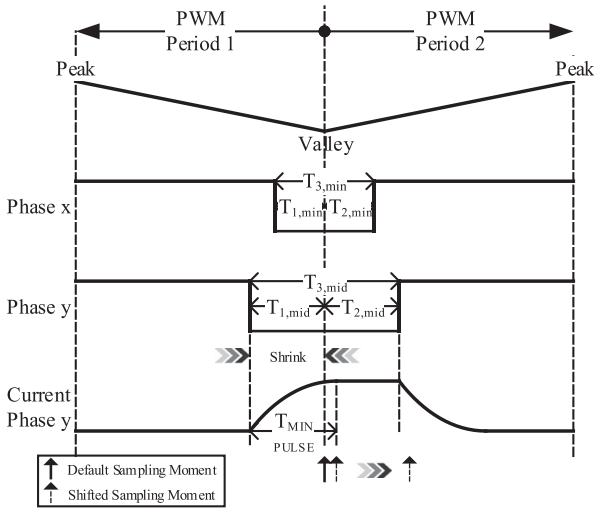 PWM
Period 1
PWM
Period 2
Peak
Peak
Valley
Phase x
T3,min
T1,min
T2,min
Phase y
T3,mid
T1,mid
T2,mid
Shrink
Current
Phase y
TMIN
PULSE
Default Sampling Moment
Shifted Sampling Moment